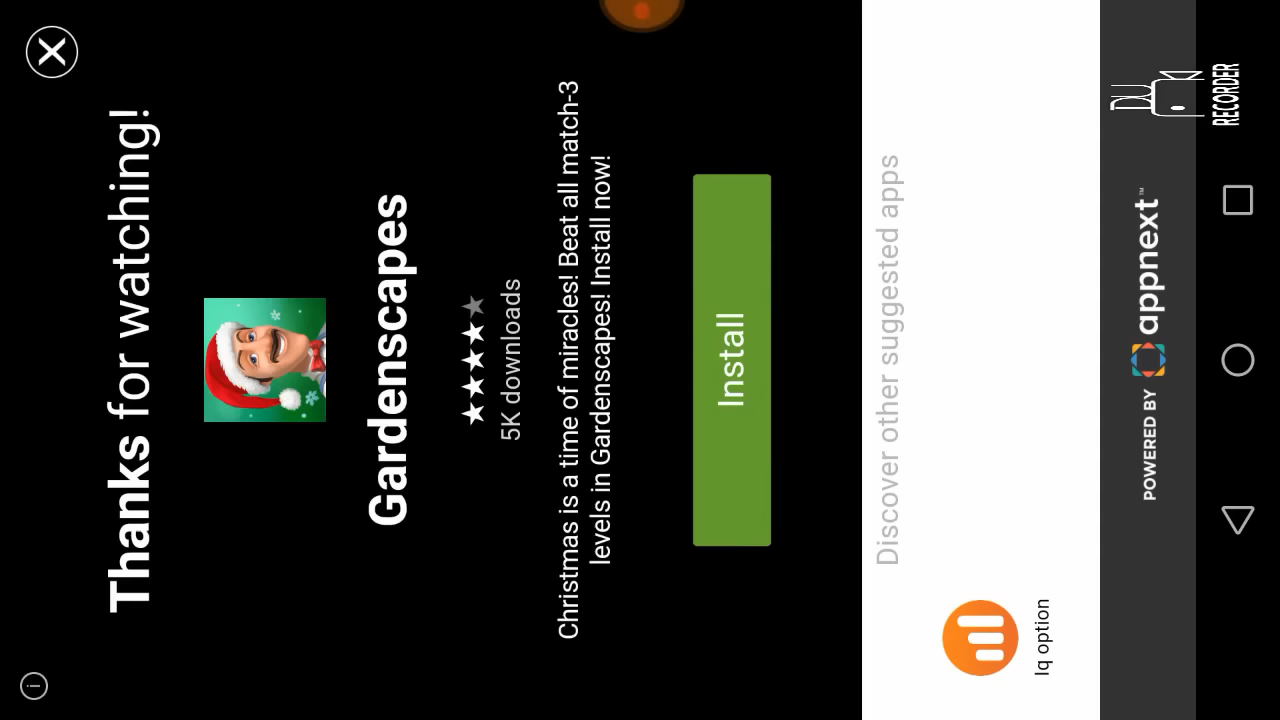 Thanks for watching!
Gardenscapes
5K downloads
Christmas is a time of miracles! Beat all match-3
levels in Gardenscapes! Install now!
Install
Discover other suggested apps
Iq option
POWERED BY appnext™
DU
RECORDER